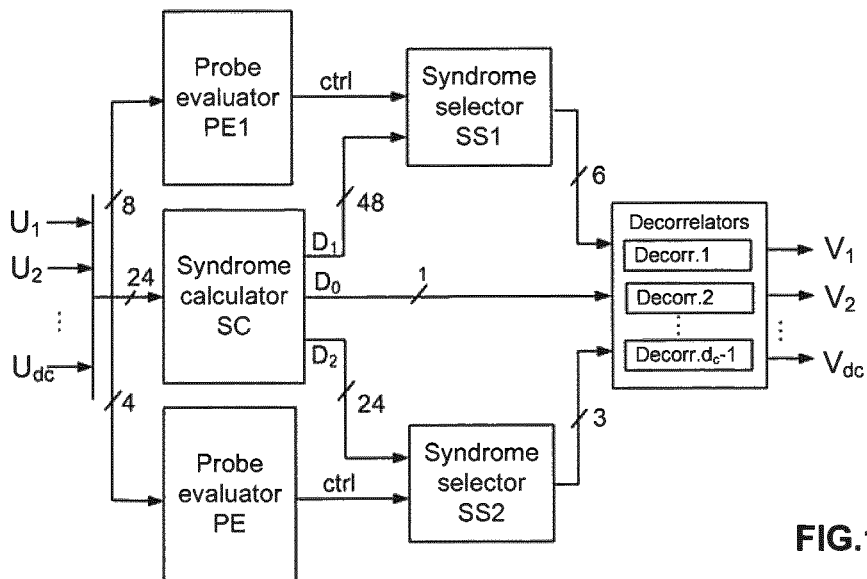 Probe
evaluator
PE1
ctrl
Syndrome
selector
SS1
8
48
6
U1
U2
⋮
Udc
24
Syndrome
calculator
SC
D1
D0
D2
1
Decorrelators
Decorr.1
Decorr.2
⋮
Decorr.dc-1
V1
V2
⋮
Vdc
4
24
3
Probe
evaluator
PE
ctrl
Syndrome
selector
SS2
FIG.